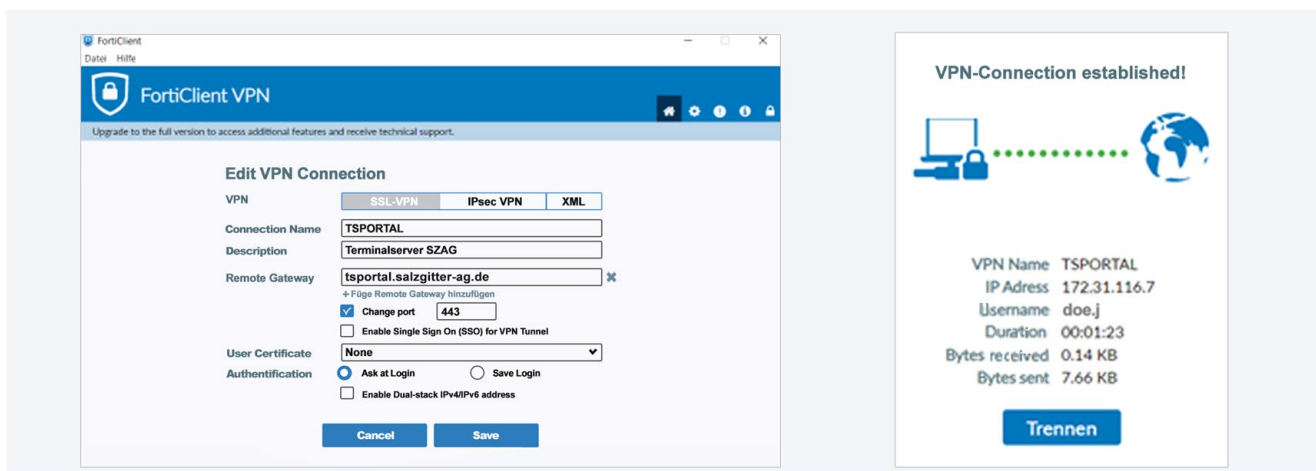 FortiClient
Datei Hilfe
FortiClient VPN
Upgrade to the full version to access additional features and receive technical support.
Edit VPN Connection
VPN SSL-VPN IPsec VPN XML
Connection Name TSPORTAL
Description Terminalserver SZAG
Remote Gateway tsportal.salzgitter-ag.de
+Füge Remote Gateway hinzufügen
Change port 443
Enable Single Sign On (SSO) for VPN Tunnel
User Certificate None
Authentification Ask at Login Save Login
Enable Dual-stack IPv4/IPv6 address
Cancel Save
VPN-Connection established!
VPN Name TSPORTAL
IP Adress 172.31.116.7
Username doe.j
Duration 00:01:23
Bytes received 0.14 KB
Bytes sent 7.66 KB
Trennen